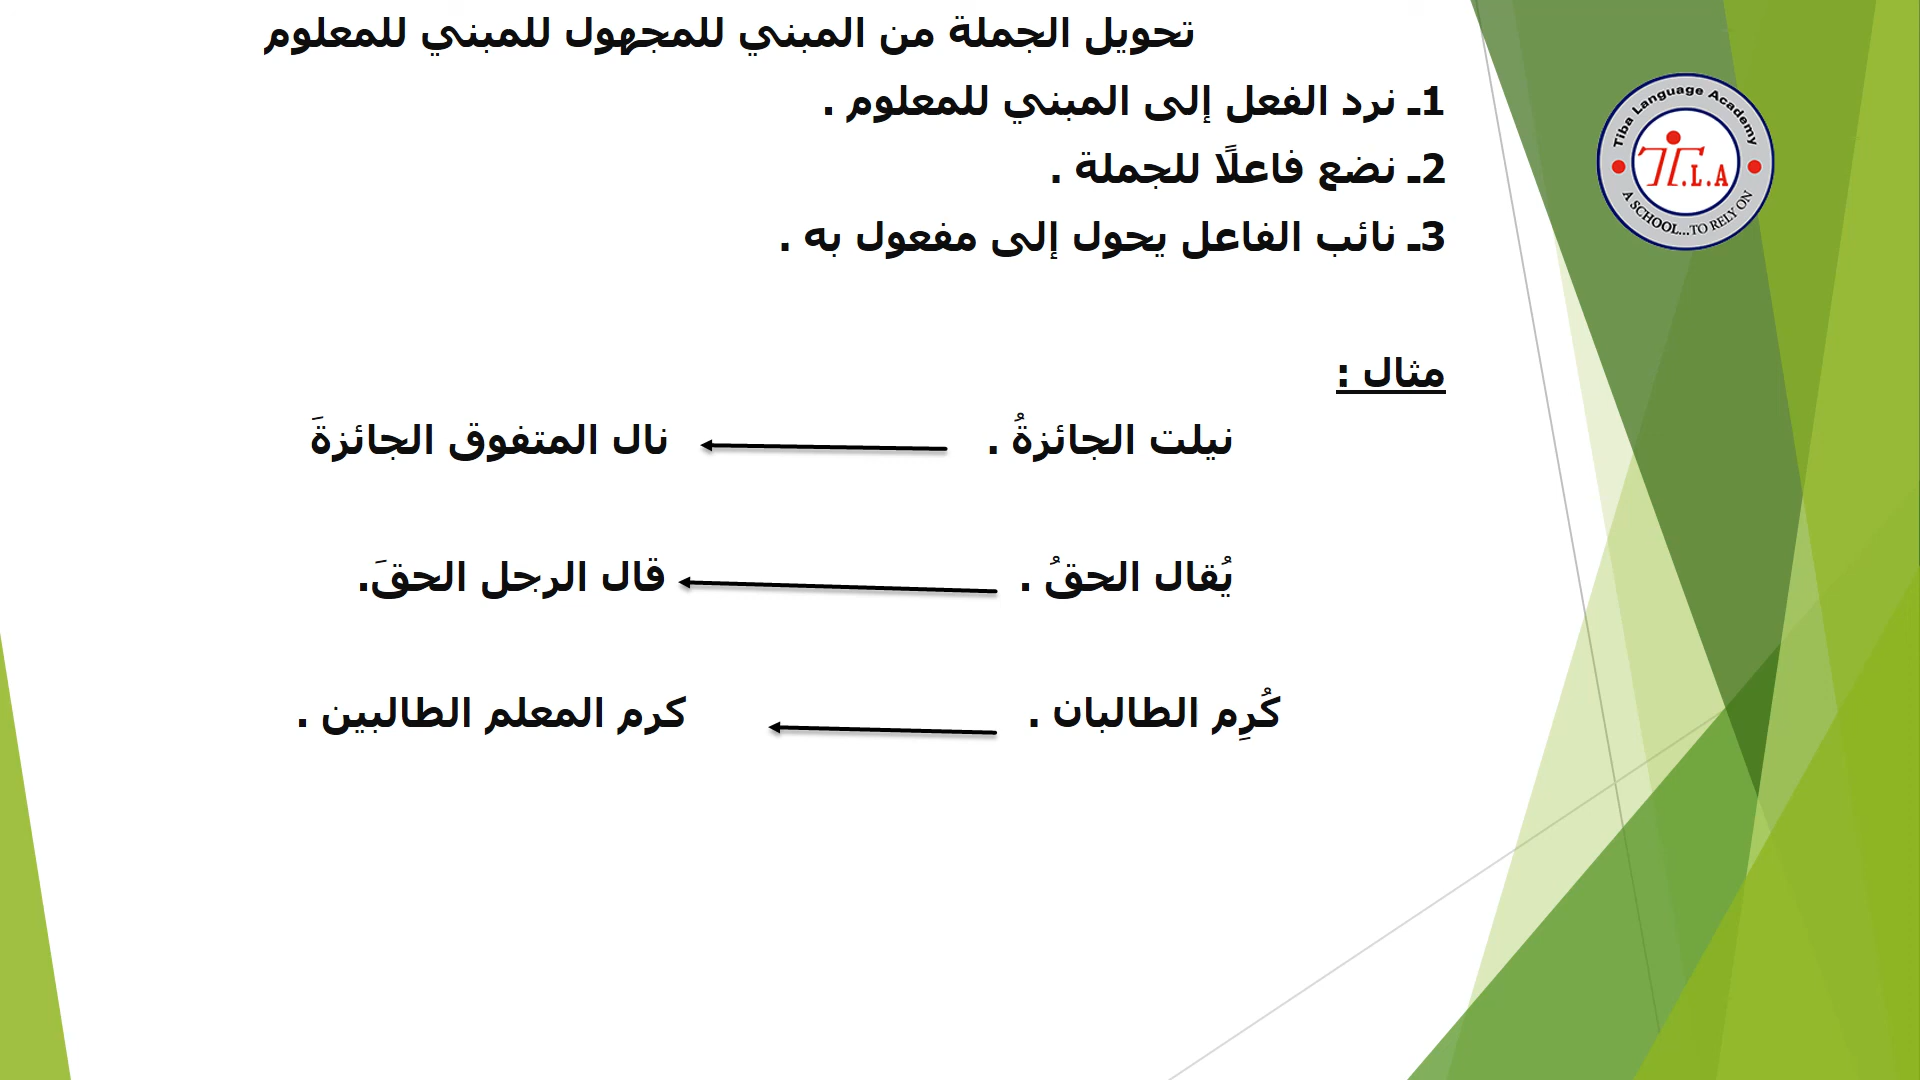 تحويل الجملة من المبني للمجهول للمبني للمعلوم
1ـ نرد الفعل إلى المبني للمعلوم .
2ـ نضع فاعلًا للجملة .
3ـ نائب الفاعل يحول إلى مفعول به .
Tiba Language Academy
T.L.A
A SCHOOL...TO RELY ON
مثال :
نيلت الجائزةُ . نال المتفوق الجائزةَ
يُقال الحقُ . قال الرجل الحقَ.
كُرِم الطالبان . كرم المعلم الطالبين .